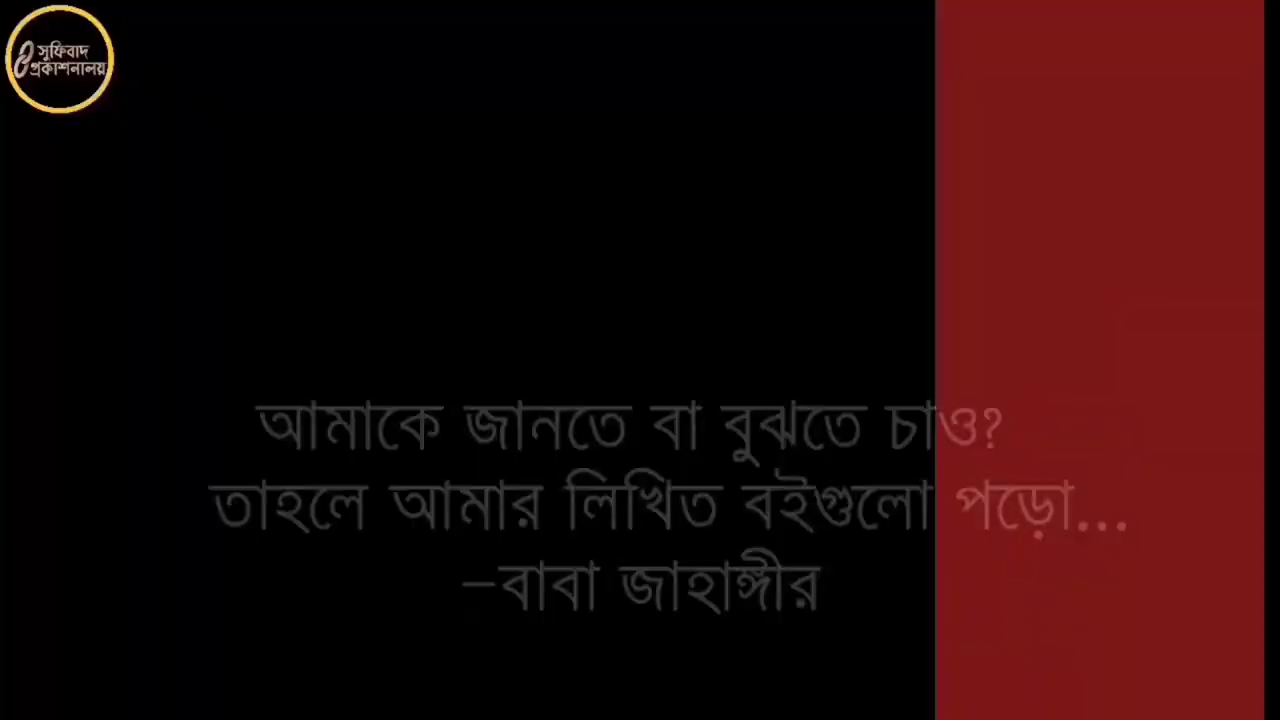 সুফিবাদ
প্রকাশনালয়
আমাকে জানতে বা বুঝতে চাও?
তাহলে আমার লিখিত বইগুলো পড়ো...
-বাবা জাহাঙ্গীর